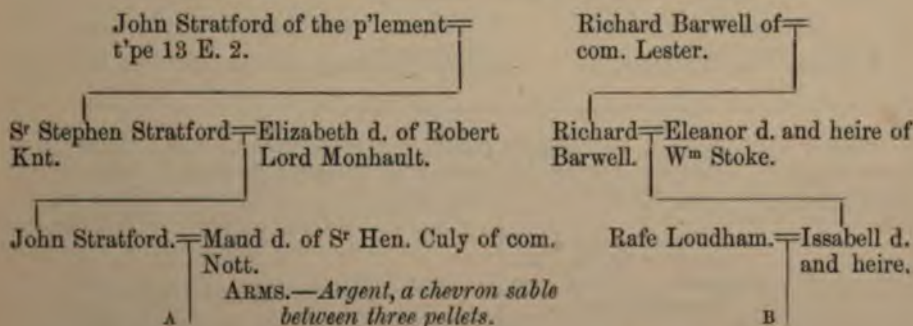 John Stratford of the p'lement
t'pe 13 E. 2.
Richard Barwell of
com. Lester.
Sʳ Stephen Stratford
Knt.
Elizabeth d. of Robert
Lord Monhault.
Richard
Barwell.
Eleanor d. and heire of
Wᵐ Stoke.
John Stratford.
Maud d. of Sʳ Hen. Culy of com.
Nott.
ARMS.—Argent, a chevron sable
between three pellets.
A
Rafe Loudham.
Issabell d.
and heire.
B